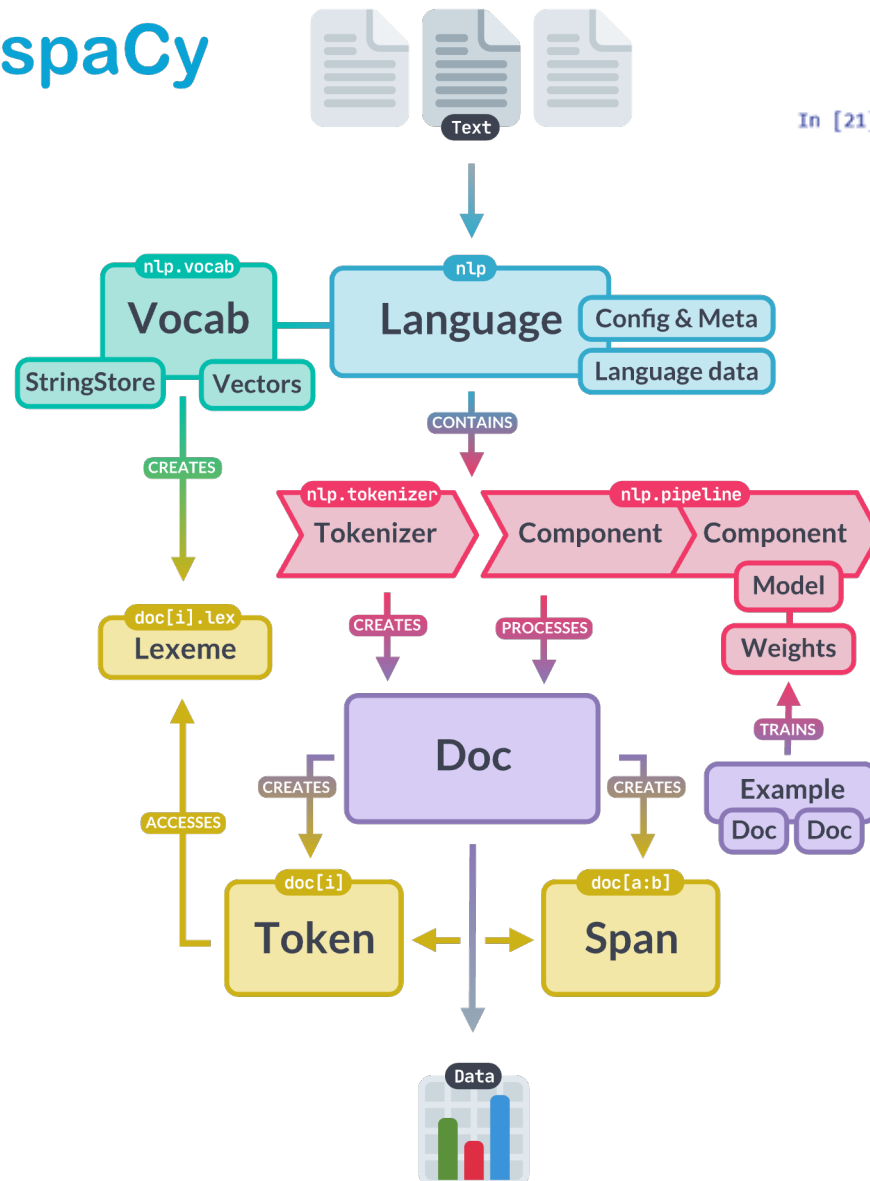 spaCy
Text
In [21]
nlp.vocab
nlp
Vocab
Language
Config & Meta
StringStore
Vectors
Language data
CONTAINS
CREATES
nlp.tokenizer
nlp.pipeline
Tokenizer
Component
Component
Model
doc[i].lex
Lexeme
CREATES
PROCESSES
Weights
TRAINS
Doc
CREATES
CREATES
Example
Doc
Doc
ACCESSES
doc[i]
doc[a:b]
Token
Span
Data